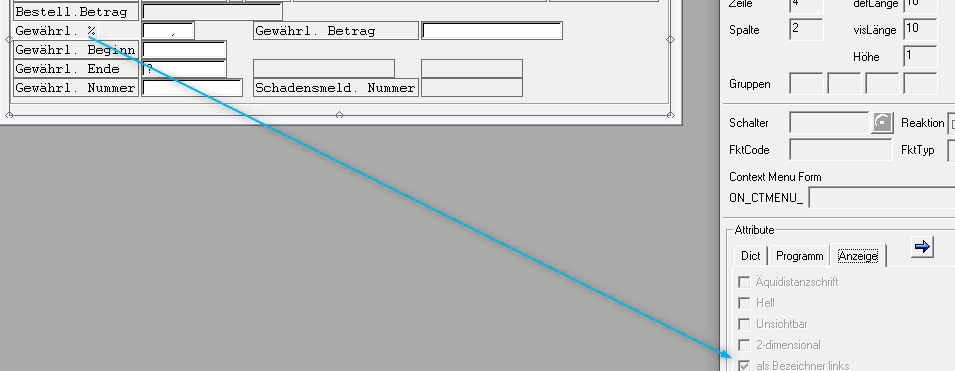 Zeile 4 defLänge 10
Bestell.Betrag
Gewährl. % , Gewährl. Betrag
Spalte 2 visLänge 10
Gewährl. Beginn
Höhe 1
Gewährl. Ende ?
Gewährl. Nummer Schadensmeld. Nummer
Gruppen
Schalter Reaktion
FktCode FktTyp
Context Menu Form
ON_CTMENU_
Attribute
Dict Programm Anzeige
Äquidistanzschrift
Hell
Unsichtbar
2-dimensional
als Bezeichner links